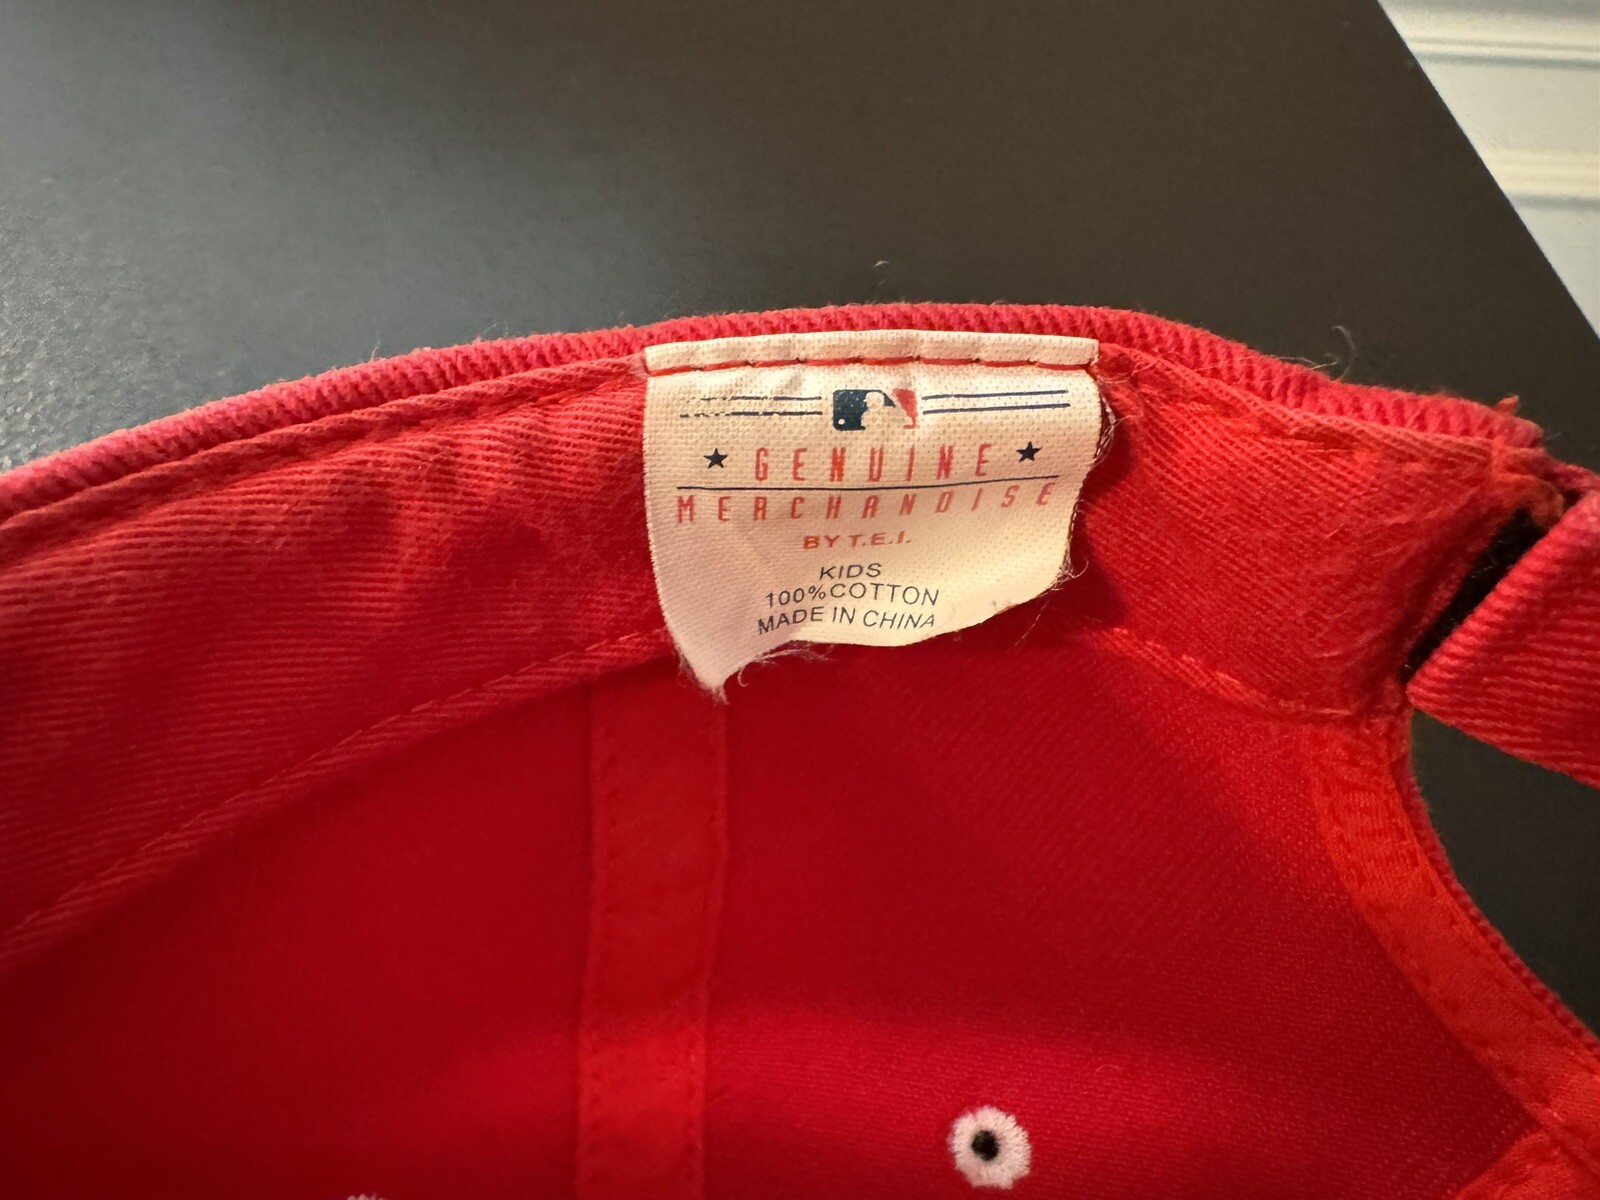 ★ GENUINE ★
MERCHANDISE
BY T.E.I.
KIDS
100% COTTON
MADE IN CHINA